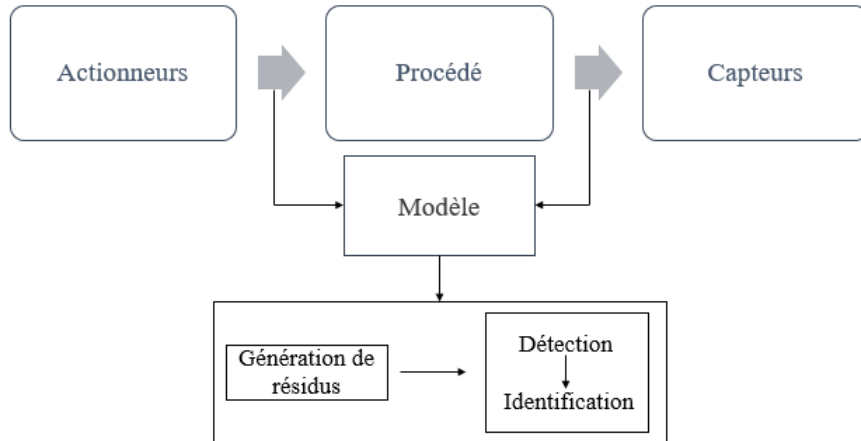 Actionneurs
Procédé
Capteurs
Modèle
Génération de
résidus
Détection
Identification